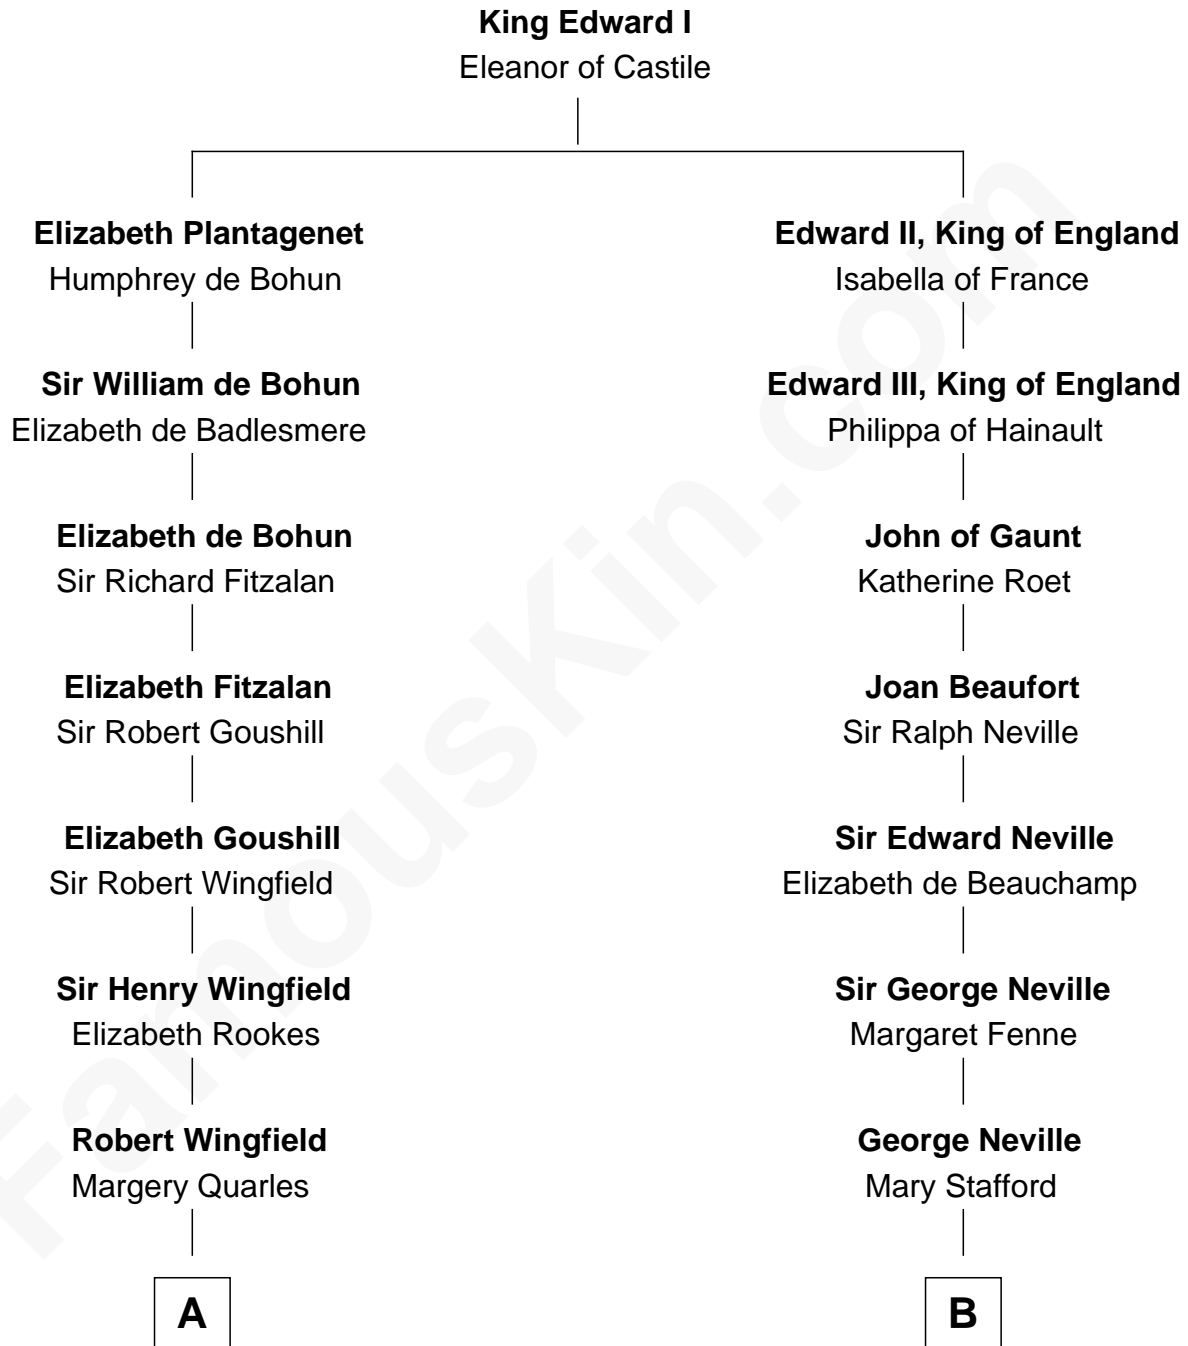 King Edward I
Eleanor of Castile
Elizabeth Plantagenet
Humphrey de Bohun
Edward II, King of England
Isabella of France
Sir William de Bohun
Elizabeth de Badlesmere
Edward III, King of England
Philippa of Hainault
Elizabeth de Bohun
Sir Richard Fitzalan
John of Gaunt
Katherine Roet
Elizabeth Fitzalan
Sir Robert Goushill
Joan Beaufort
Sir Ralph Neville
Elizabeth Goushill
Sir Robert Wingfield
Sir Edward Neville
Elizabeth de Beauchamp
Sir Henry Wingfield
Elizabeth Rookes
Sir George Neville
Margaret Fenne
Robert Wingfield
Margery Quarles
George Neville
Mary Stafford
A
B
FamousKin.com